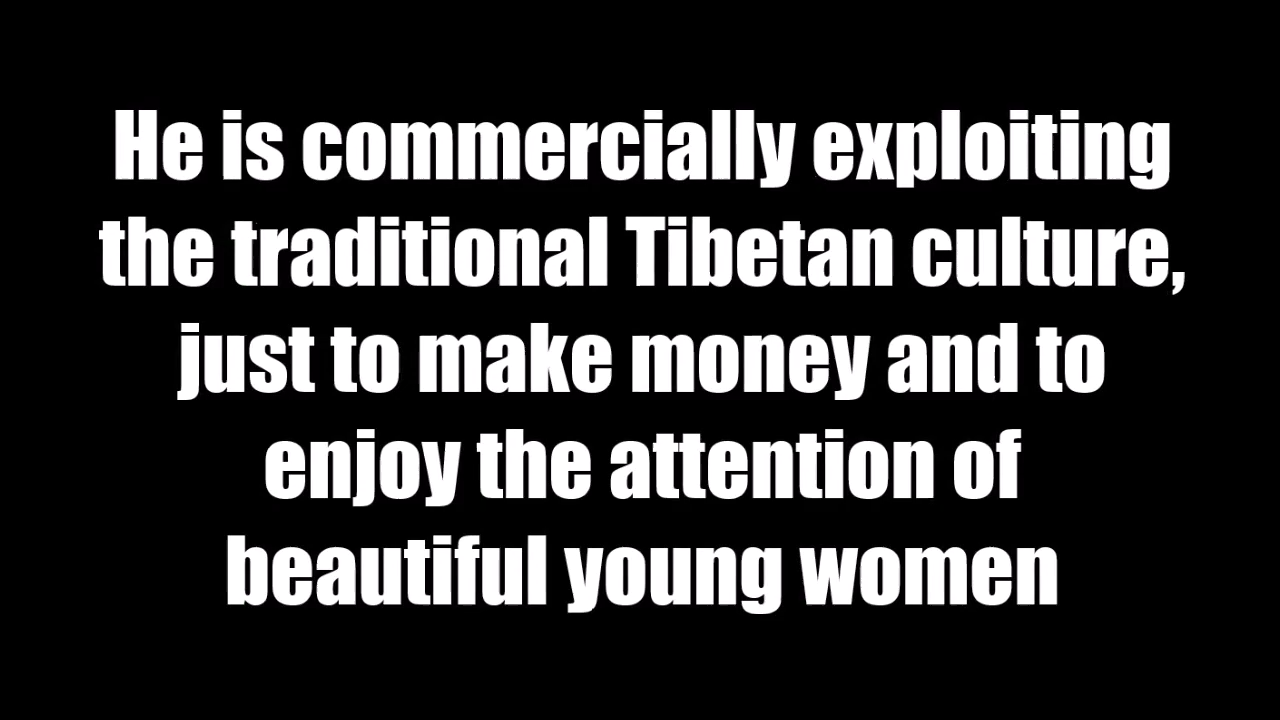 He is commercially exploiting
the traditional Tibetan culture,
just to make money and to
enjoy the attention of
beautiful young women